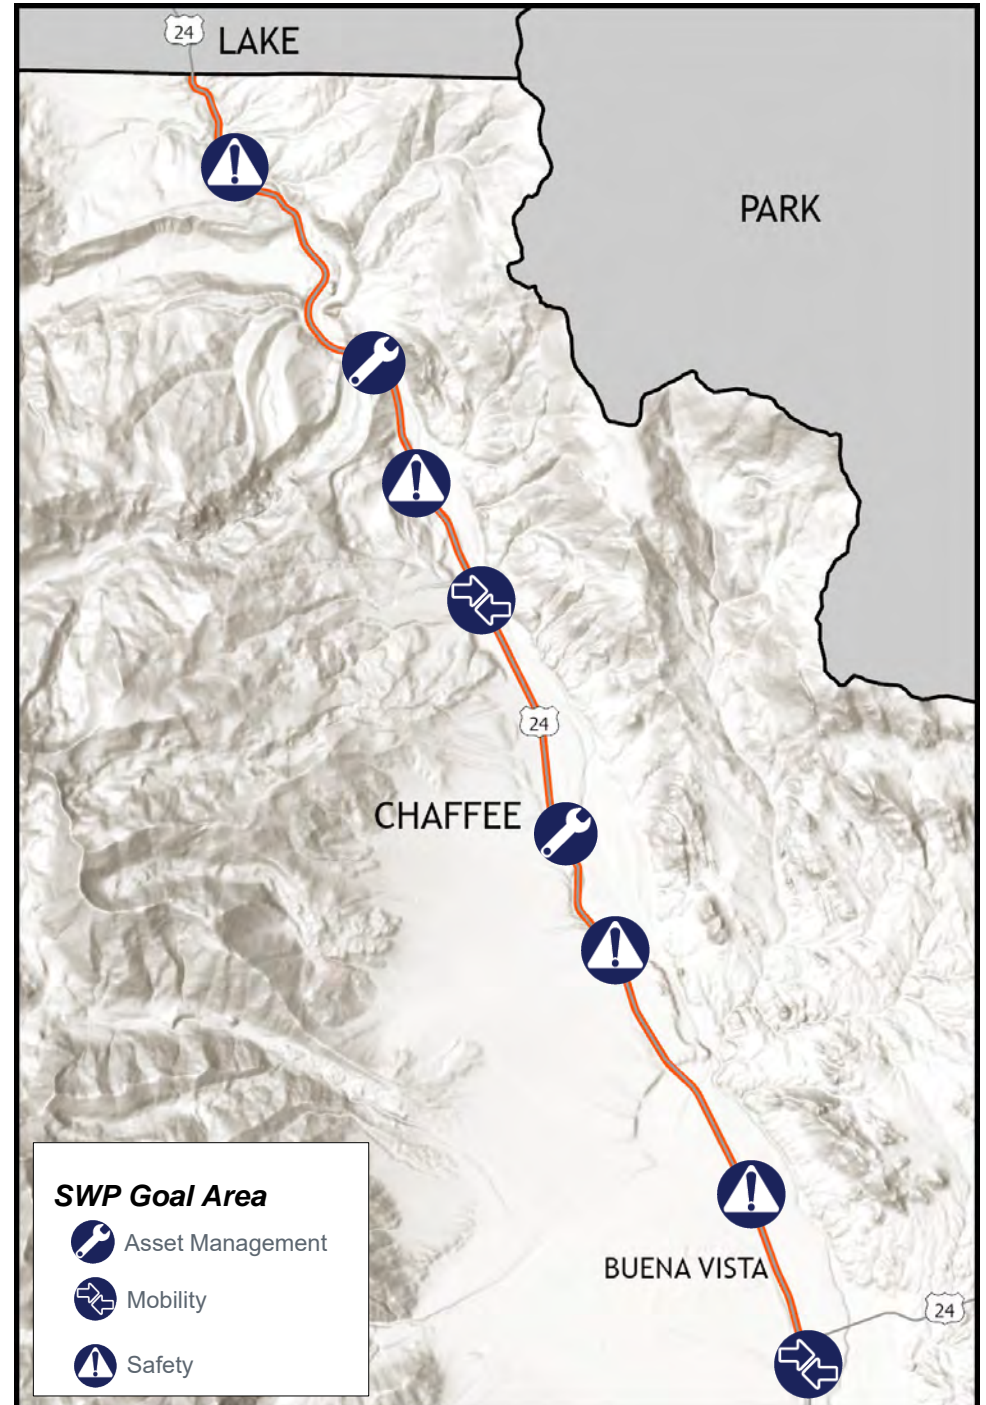 24
LAKE
PARK
24
CHAFFEE
BUENA VISTA
24
SWP Goal Area
Asset Management
Mobility
Safety